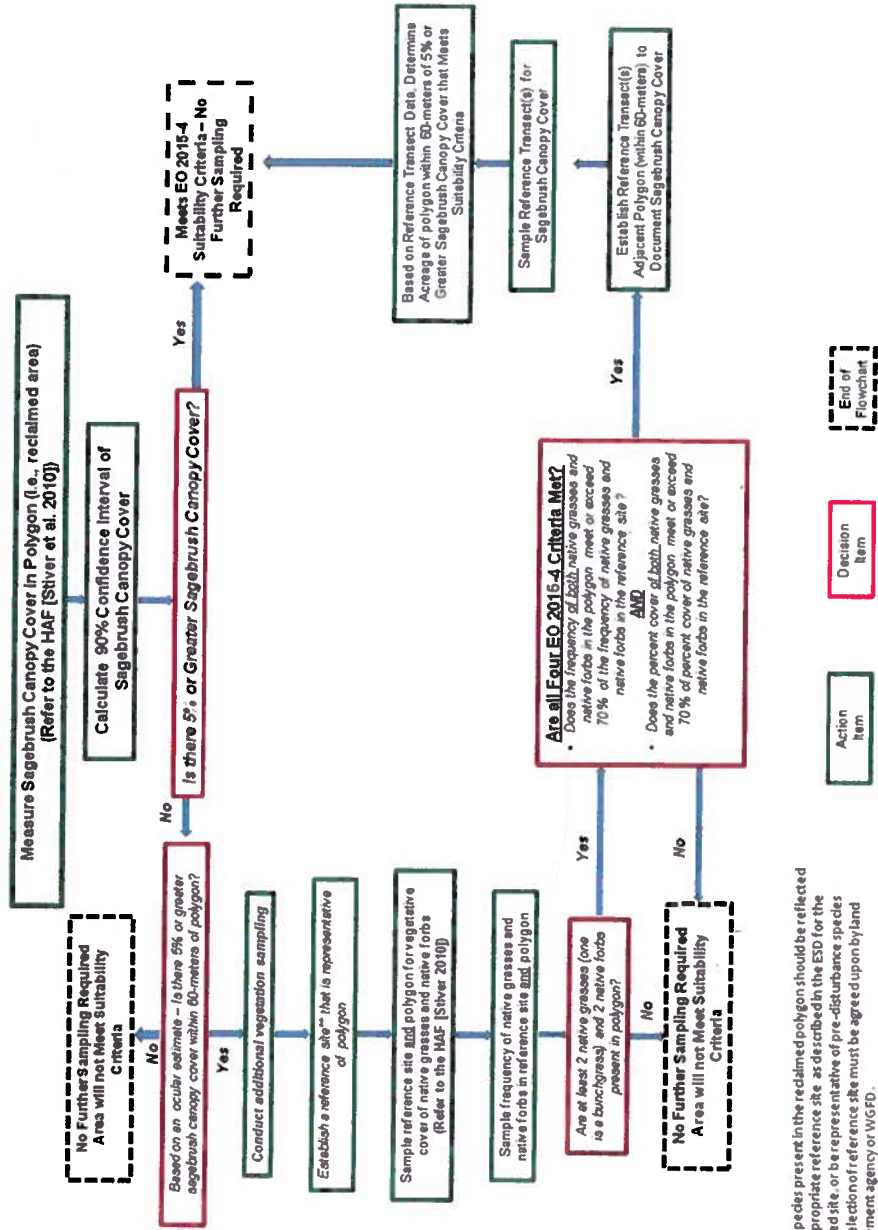 Measure Sagebrush Canopy Cover in Polygon (i.e., reclaimed area)
(Refer to the HAF [Stiver et al. 2010])
Calculate 90% Confidence Interval of
Sagebrush Canopy Cover
Is there 5% or Greater Sagebrush Canopy Cover?
Yes
Meets EO 2015-4
Suitability Criteria – No
Further Sampling
Required
No
Based on an ocular estimate – Is there 5% or greater
sagebrush canopy cover within 60-meters of polygon?
No
No Further Sampling Required
Area will not Meet Suitability
Criteria
Yes
Conduct additional vegetation sampling
Establish a reference site** that is representative
of polygon
Sample reference site and polygon for vegetative
cover of native grasses and native forbs
(Refer to the HAF [Stiver 2010])
Sample frequency of native grasses and
native forbs in reference site and polygon
Are at least 2 native grasses (one
is a bunchgrass) and 2 native forbs
present in polygon?
No
No Further Sampling Required
Area will not Meet Suitability
Criteria
Yes
Are all Four EO 2015-4 Criteria Met?
• Does the frequency of both native grasses and
native forbs in the polygon meet or exceed
70% of the frequency of native grasses and
native forbs in the reference site?
AND
• Does the percent cover of both native grasses
and native forbs in the polygon meet or exceed
70% of percent cover of native grasses and
native forbs in the reference site?
No
Yes
Establish Reference Transect(s)
Adjacent Polygon (within 60-meters) to
Document Sagebrush Canopy Cover
Sample Reference Transect(s) for
Sagebrush Canopy Cover
Based on Reference Transect Data, Determine
Acreage of polygon within 60-meters of 5% or
Greater Sagebrush Canopy Cover that Meets
Suitability Criteria
pecies present in the reclaimed polygon should be reflected
propriate reference site as described in the ESD for the
ed site, or be representative of pre-disturbance species
lection of reference site must be agreed upon by land
ement agency or WGFD.
Action
Item
Decision
Item
End of
Flowchart